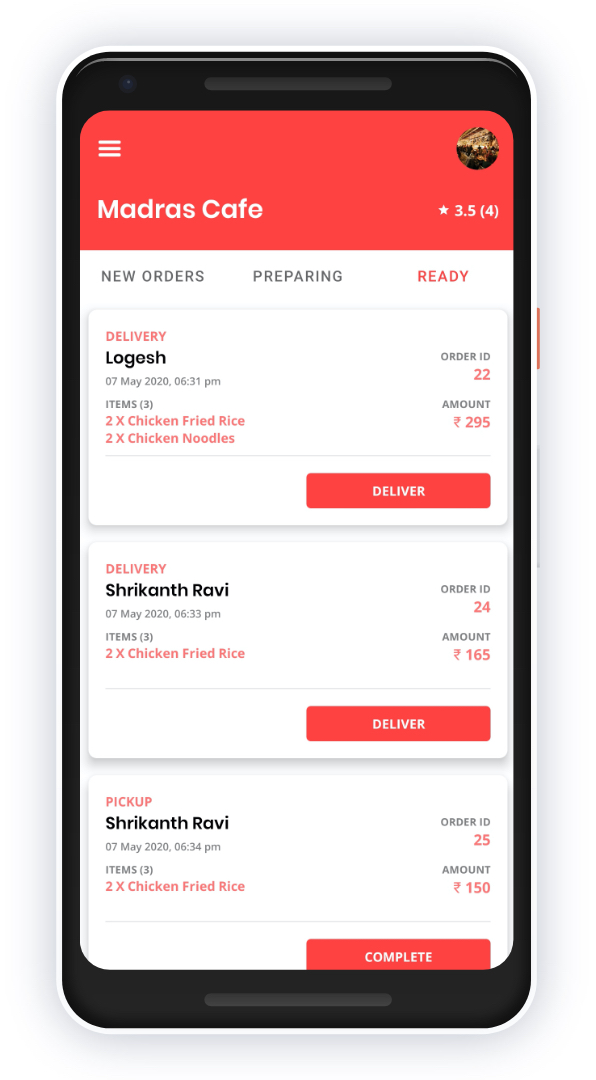 Madras Cafe
★ 3.5 (4)
NEW ORDERS PREPARING READY
DELIVERY
Logesh
ORDER ID
22
07 May 2020, 06:31 pm
ITEMS (3)
AMOUNT
2 X Chicken Fried Rice
₹ 295
2 X Chicken Noodles
DELIVER
DELIVERY
Shrikanth Ravi
ORDER ID
24
07 May 2020, 06:33 pm
ITEMS (3)
AMOUNT
2 X Chicken Fried Rice
₹ 165
DELIVER
PICKUP
Shrikanth Ravi
ORDER ID
25
07 May 2020, 06:34 pm
ITEMS (3)
AMOUNT
2 X Chicken Fried Rice
₹ 150
COMPLETE